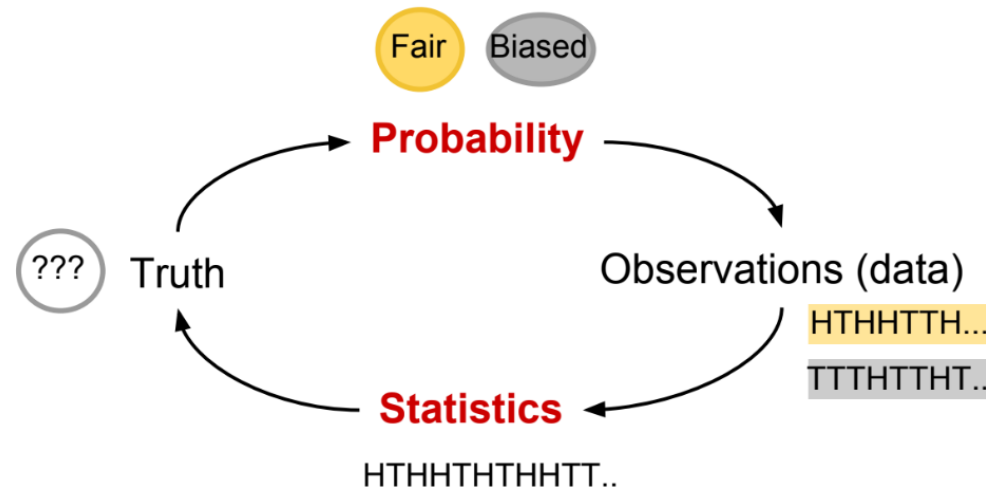 Fair
Biased
Probability
??? Truth
Observations (data)
HTHHTTH...
TTTHTTHT..
Statistics
HTHHTHTHHTT..